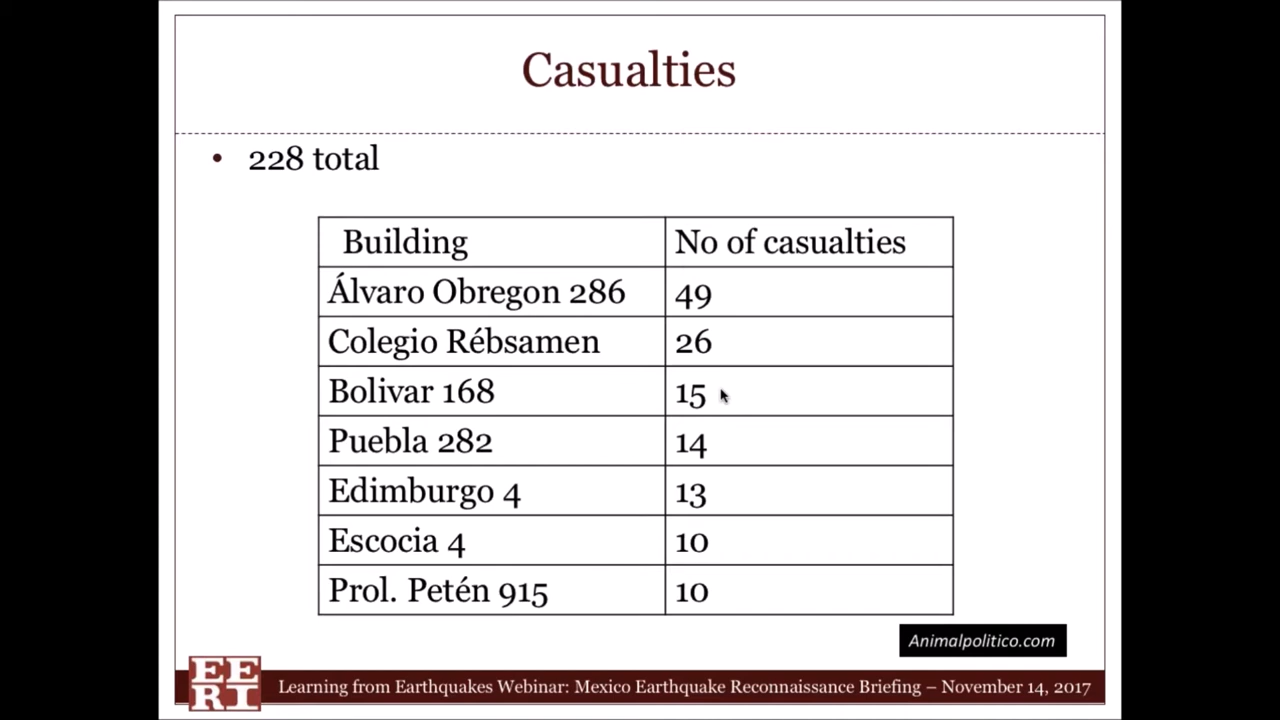 Casualties
• 228 total
Building No of casualties
Álvaro Obregon 286 49
Colegio Rébsamen 26
Bolivar 168 15
Puebla 282 14
Edimburgo 4 13
Escocia 4 10
Prol. Petén 915 10
Animalpolitico.com
EERI Learning from Earthquakes Webinar: Mexico Earthquake Reconnaissance Briefing – November 14, 2017